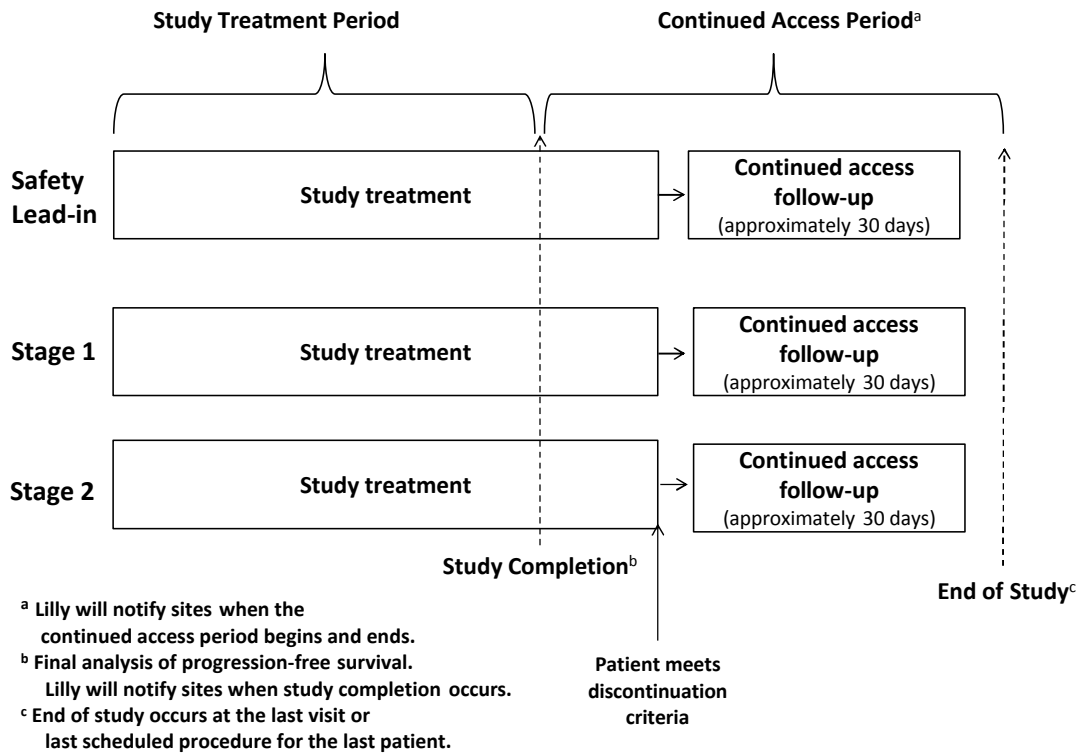 Study Treatment Period
Continued Access Periodᵃ
Safety
Lead-in
Study treatment
Continued access
follow-up
(approximately 30 days)
Stage 1
Study treatment
Continued access
follow-up
(approximately 30 days)
Stage 2
Study treatment
Continued access
follow-up
(approximately 30 days)
Study Completionᵇ
End of Studyᶜ
ᵃ Lilly will notify sites when the
continued access period begins and ends.
ᵇ Final analysis of progression-free survival.
Lilly will notify sites when study completion occurs.
ᶜ End of study occurs at the last visit or
last scheduled procedure for the last patient.
Patient meets
discontinuation
criteria